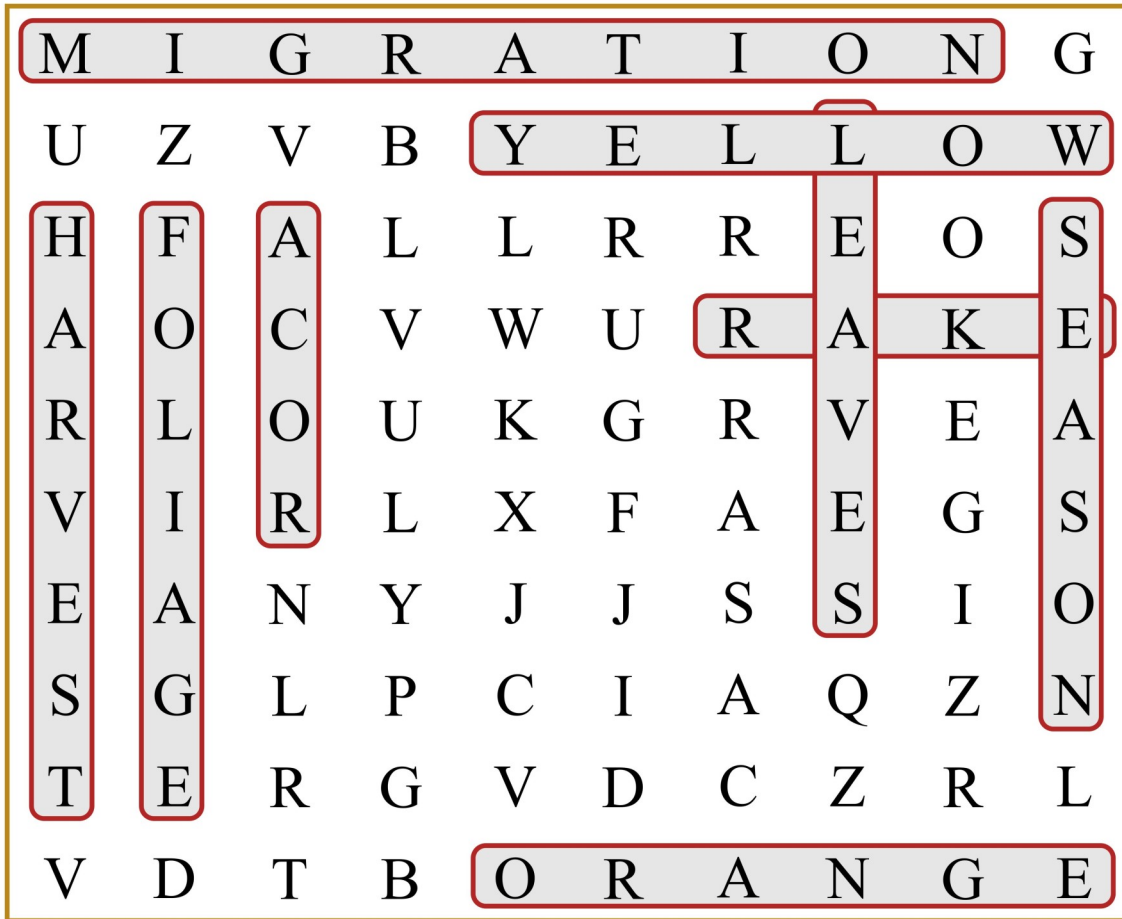 M I G R A T I O N G
U Z V B Y E L L O W
H F A L L R R E O S
A O C V W U R A K E
R L O U K G R V E A
V I R L X F A E G S
E A N Y J J S S I O
S G L P C I A Q Z N
T E R G V D C Z R L
V D T B O R A N G E